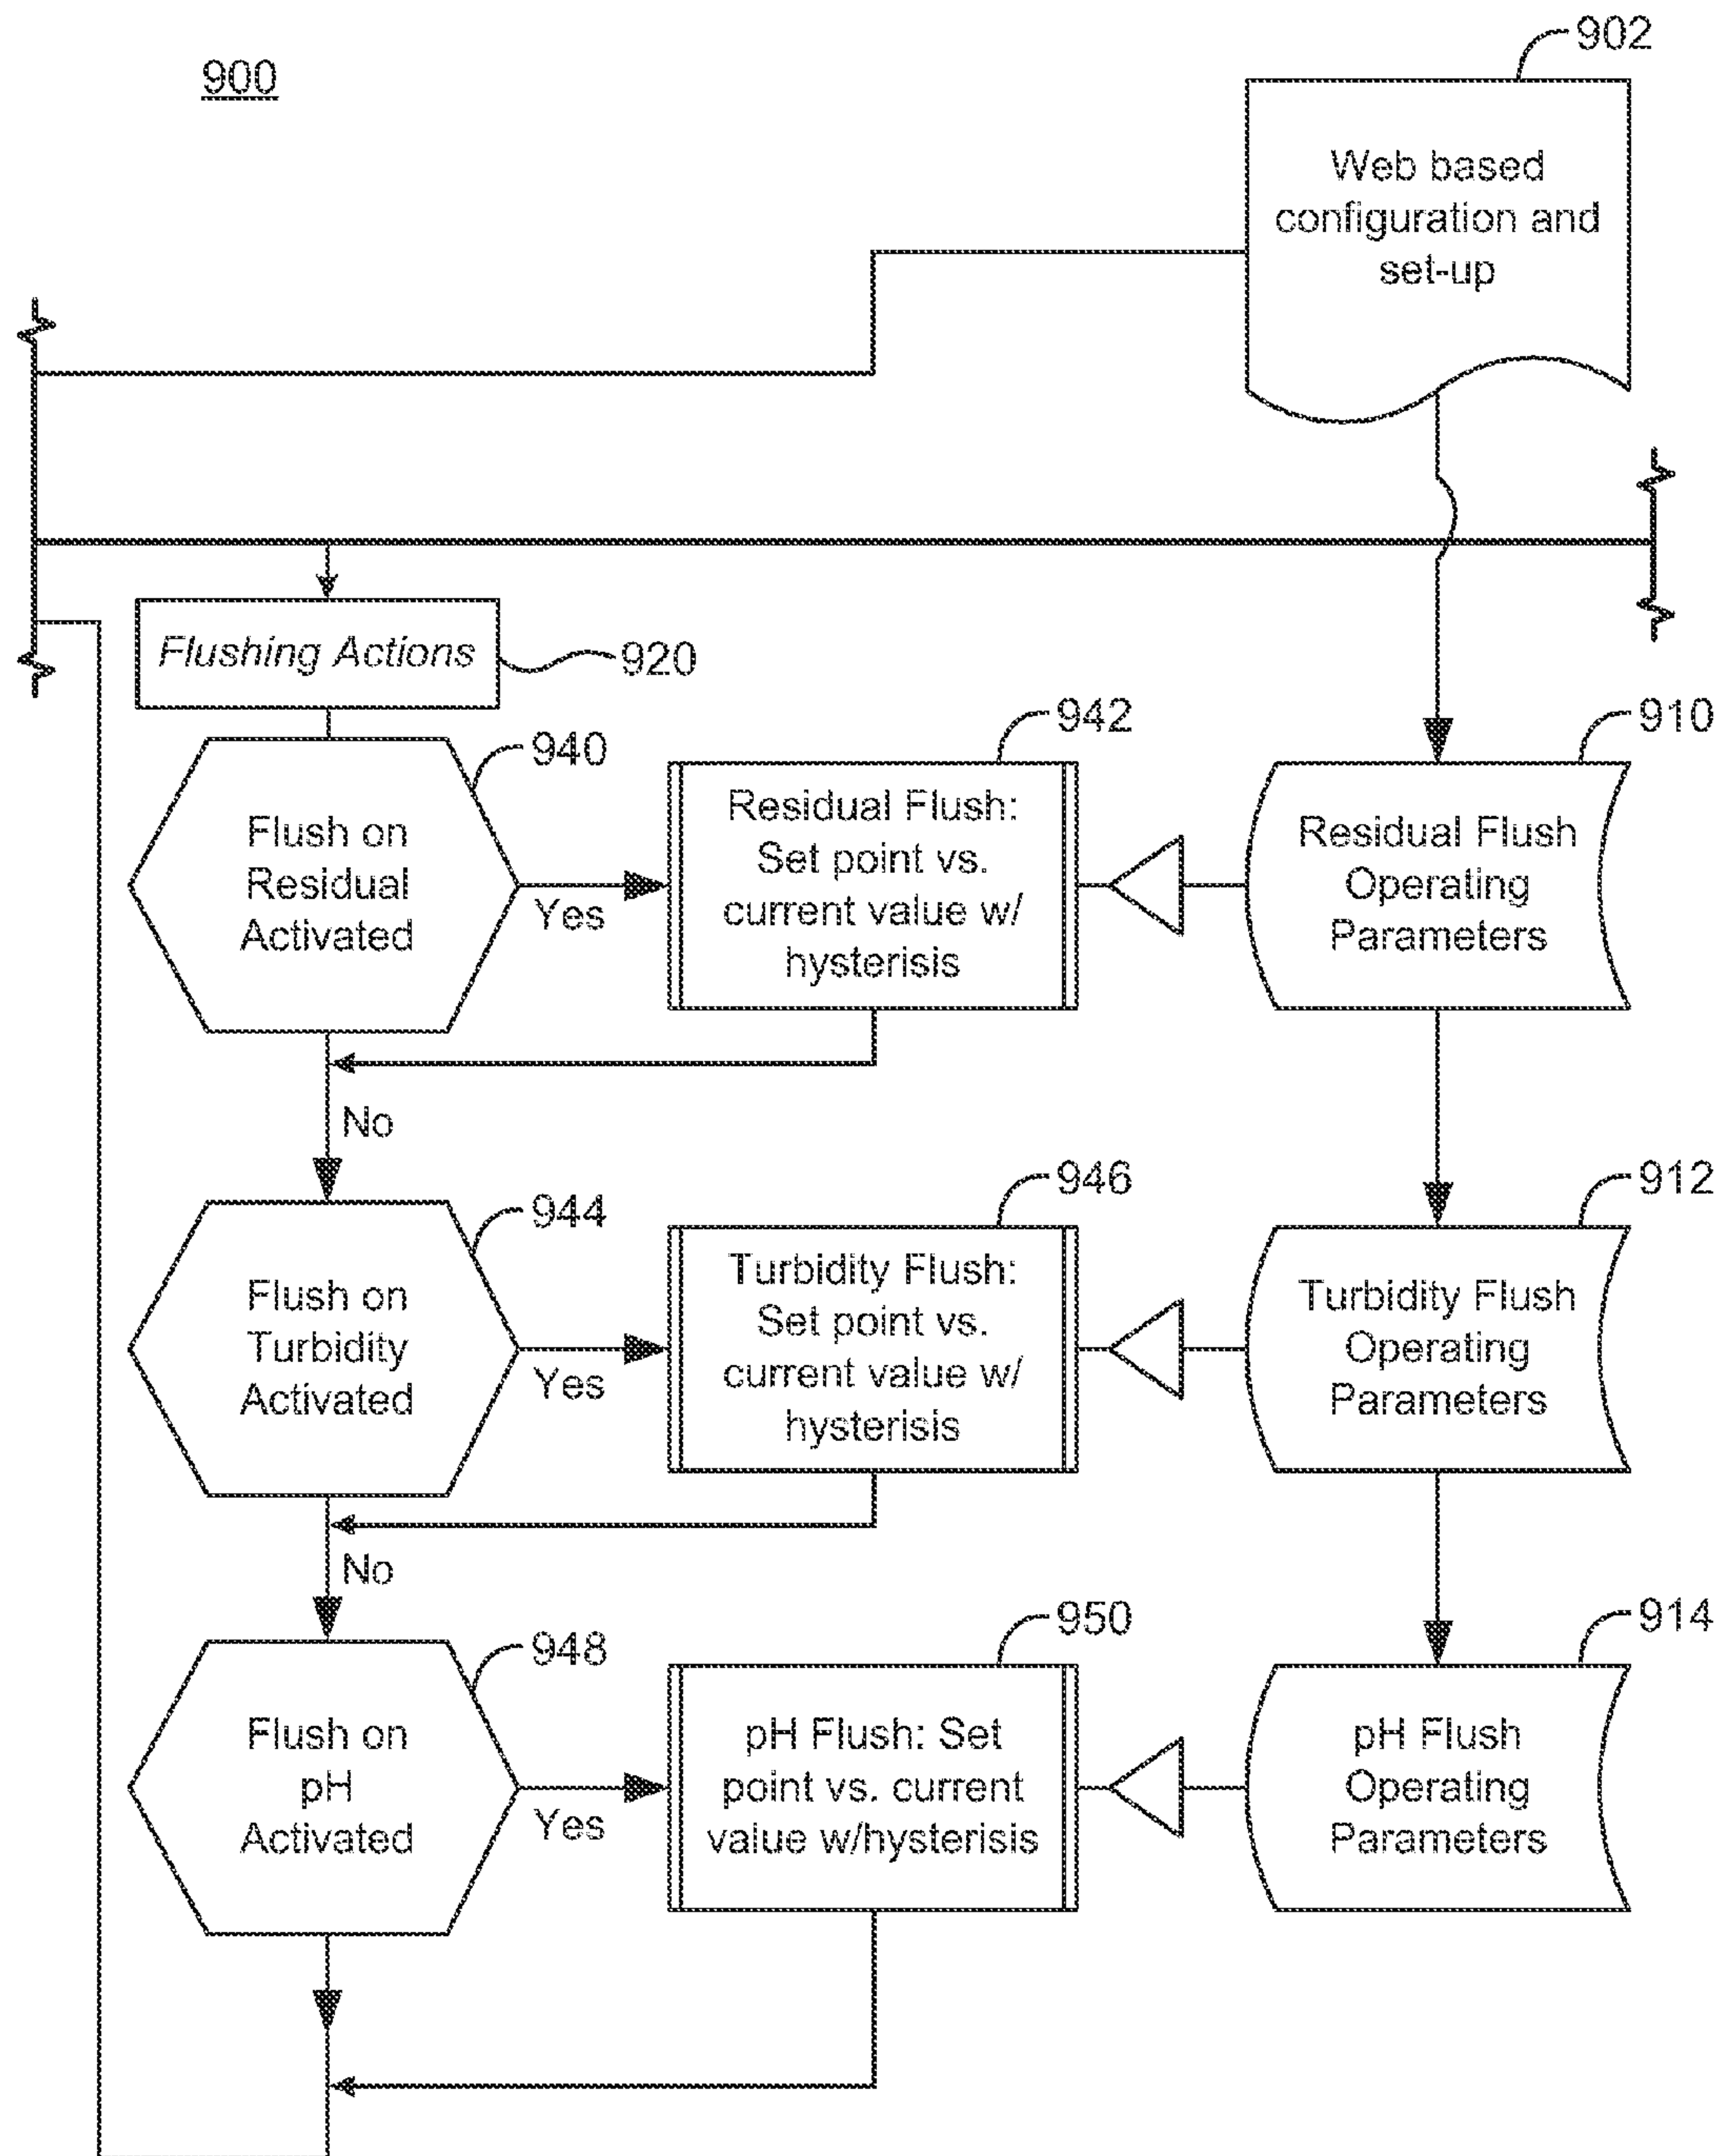 900
902
Web based
configuration and
set-up
Flushing Actions
920
940
Flush on
Residual
Activated
Yes
No
942
Residual Flush:
Set point vs.
current value w/
hysterisis
910
Residual Flush
Operating
Parameters
944
Flush on
Turbidity
Activated
Yes
No
946
Turbidity Flush:
Set point vs.
current value w/
hysterisis
912
Turbidity Flush
Operating
Parameters
948
Flush on
pH
Activated
Yes
950
pH Flush: Set
point vs. current
value w/hysterisis
914
pH Flush
Operating
Parameters